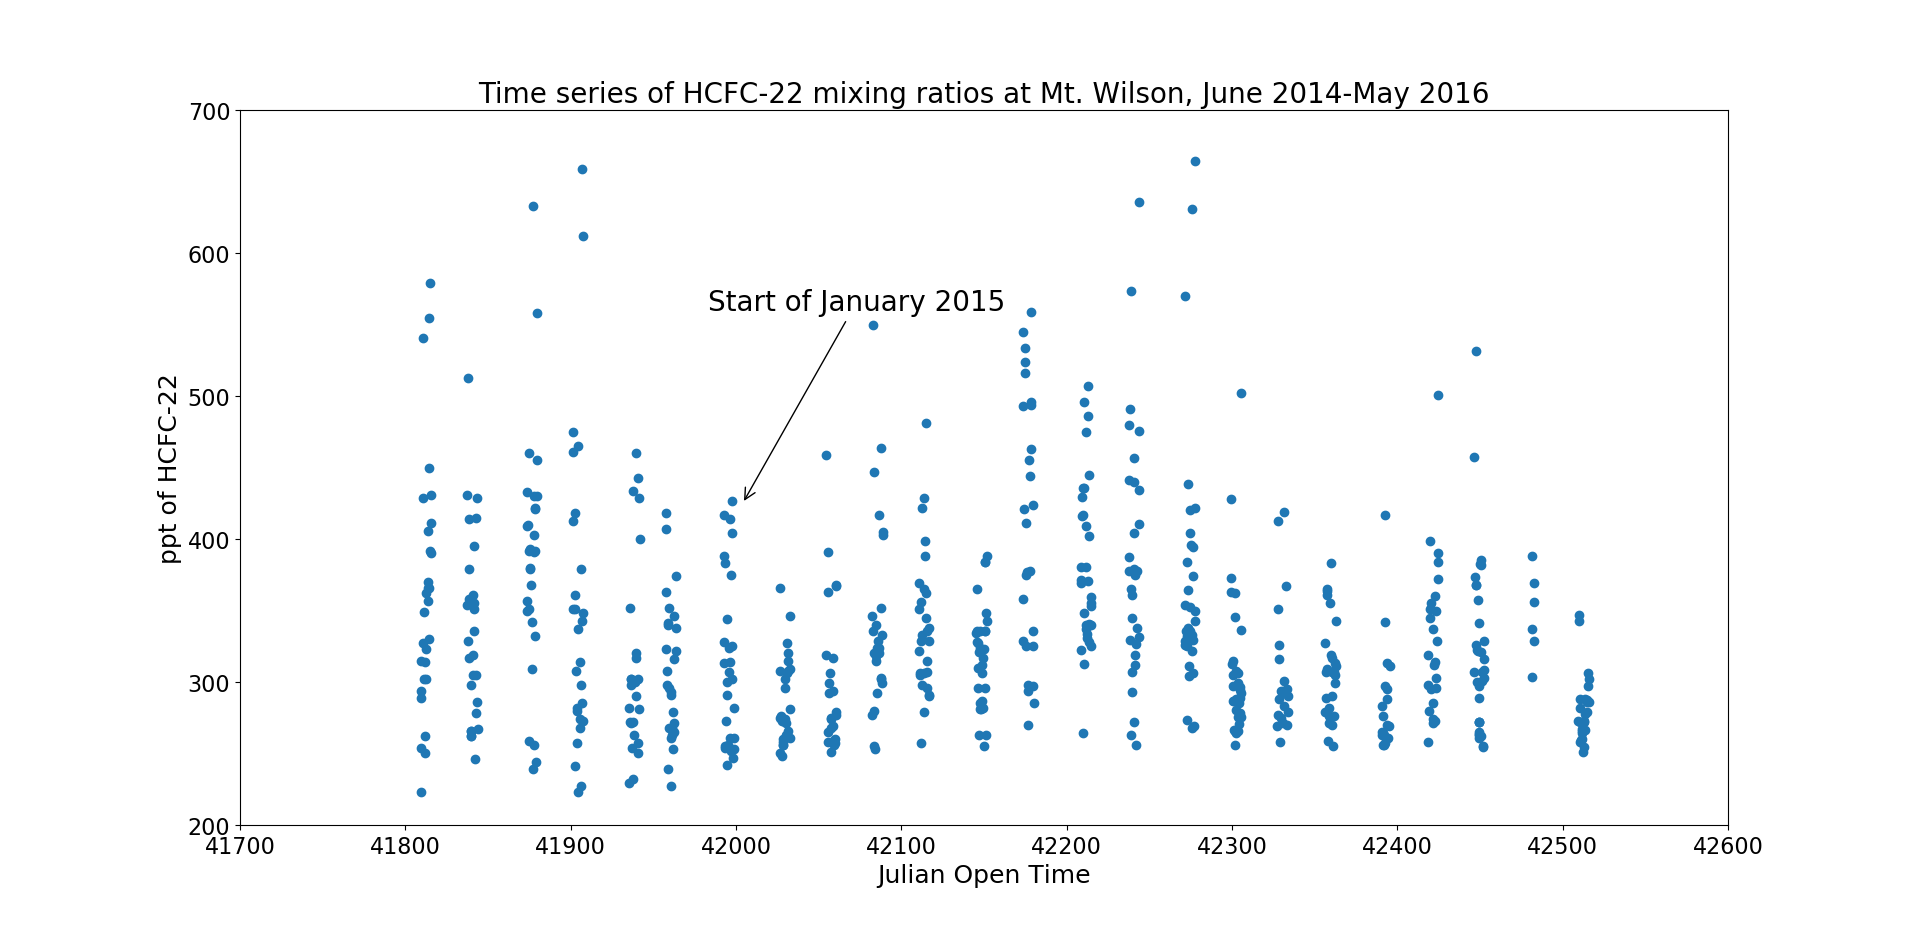 Time series of HCFC-22 mixing ratios at Mt. Wilson, June 2014-May 2016
700
600
500
400
300
200
ppt of HCFC-22
Start of January 2015
41700 41800 41900 42000 42100 42200 42300 42400 42500 42600
Julian Open Time